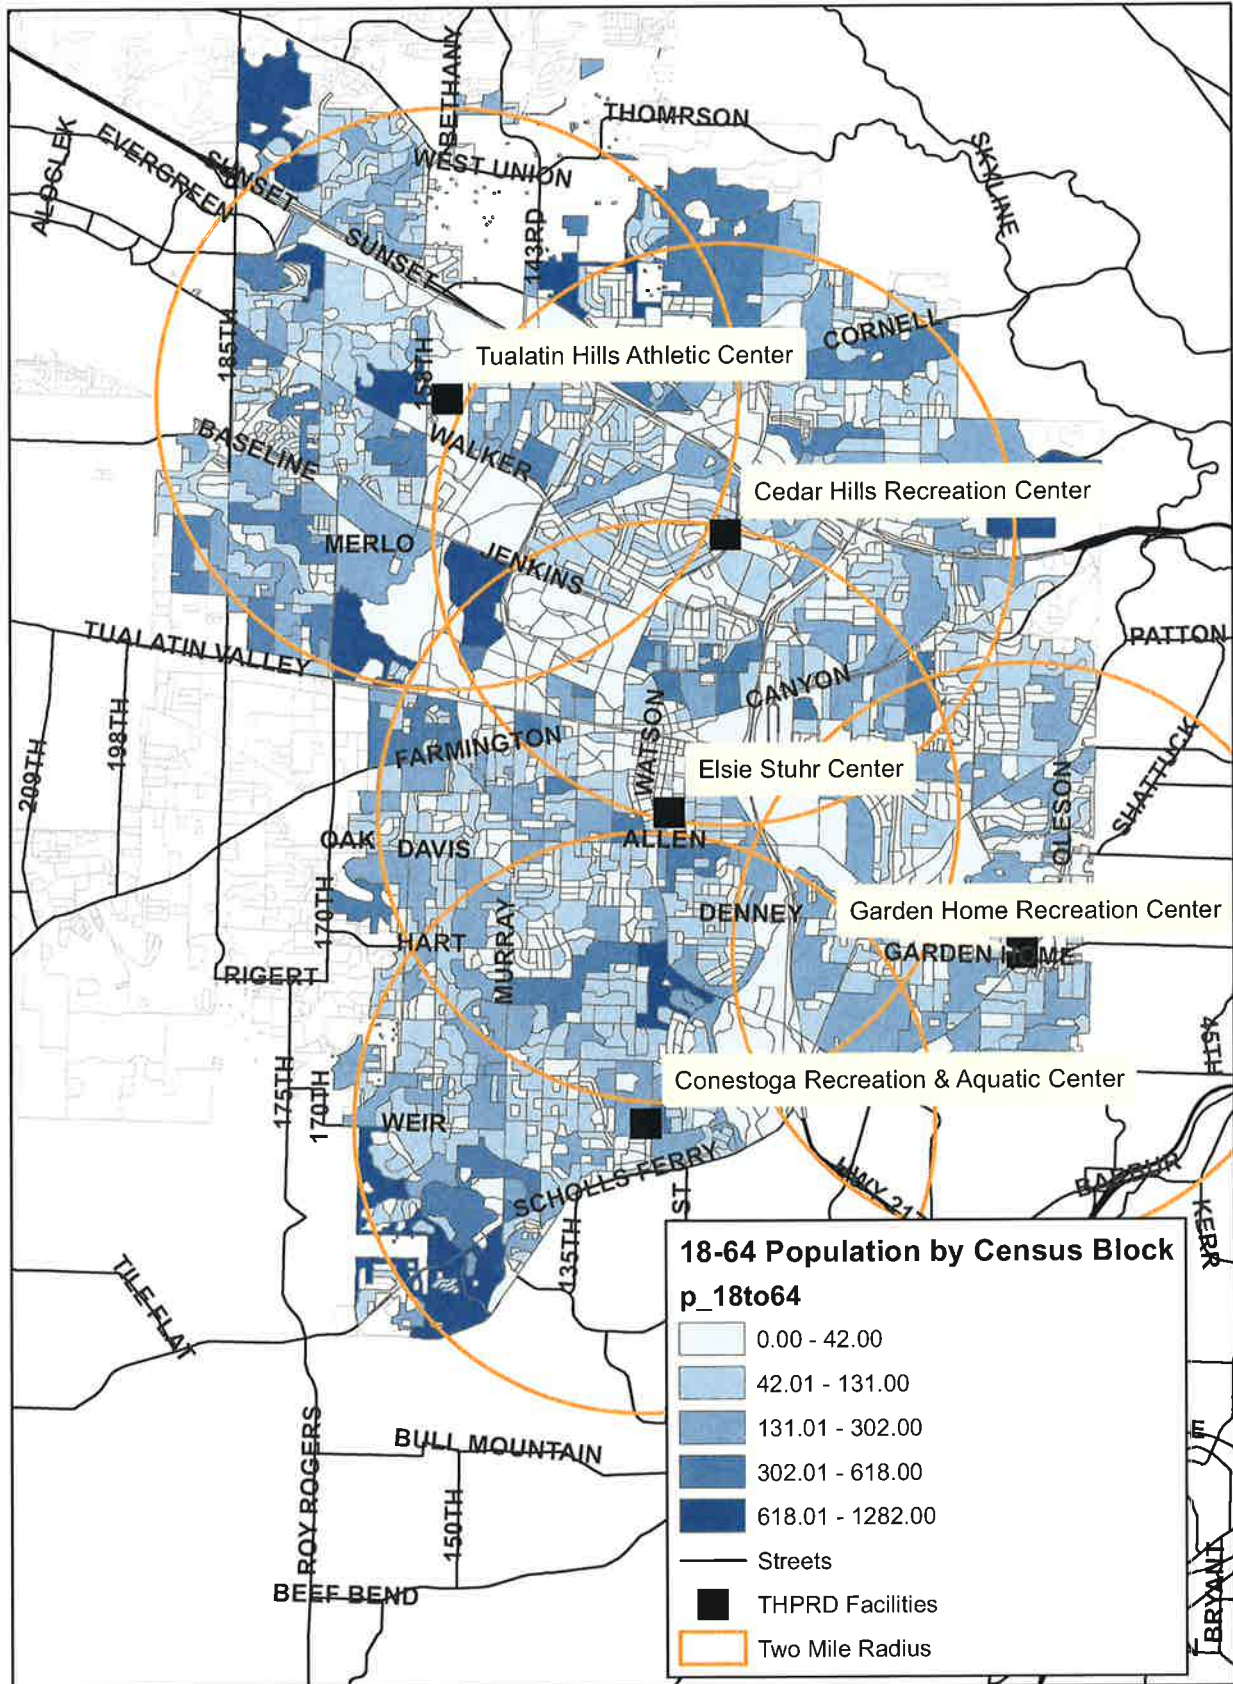 BETHANY
THOMRSON
SKYLINE
ALOCLEK
EVERGREEN
SUNSET
WEST UNION
SUNSET
143RD
185TH
158TH
CORNELL
Tualatin Hills Athletic Center
BASELINE
WALKER
Cedar Hills Recreation Center
MERLO
JENKINS
TUALATIN VALLEY
PATTON
CANYON
209TH
198TH
FARMINGTON
WATSON
SHATTUCK
Elsie Stuhr Center
OLESON
OAK
DAVIS
ALLEN
170TH
HART
MURRAY
DENNEY
Garden Home Recreation Center
GARDEN HOME
RIGERT
45TH
175TH
170TH
Conestoga Recreation & Aquatic Center
WEIR
SCHOLLS FERRY
HWY 217
BARBUR
KERR
ST
135TH
TILE FLAT
18-64 Population by Census Block
p_18to64
0.00 - 42.00
42.01 - 131.00
131.01 - 302.00
302.01 - 618.00
618.01 - 1282.00
Streets
THPRD Facilities
Two Mile Radius
ROY ROGERS
BULL MOUNTAIN
150TH
BEEF BEND
E
BRYANT